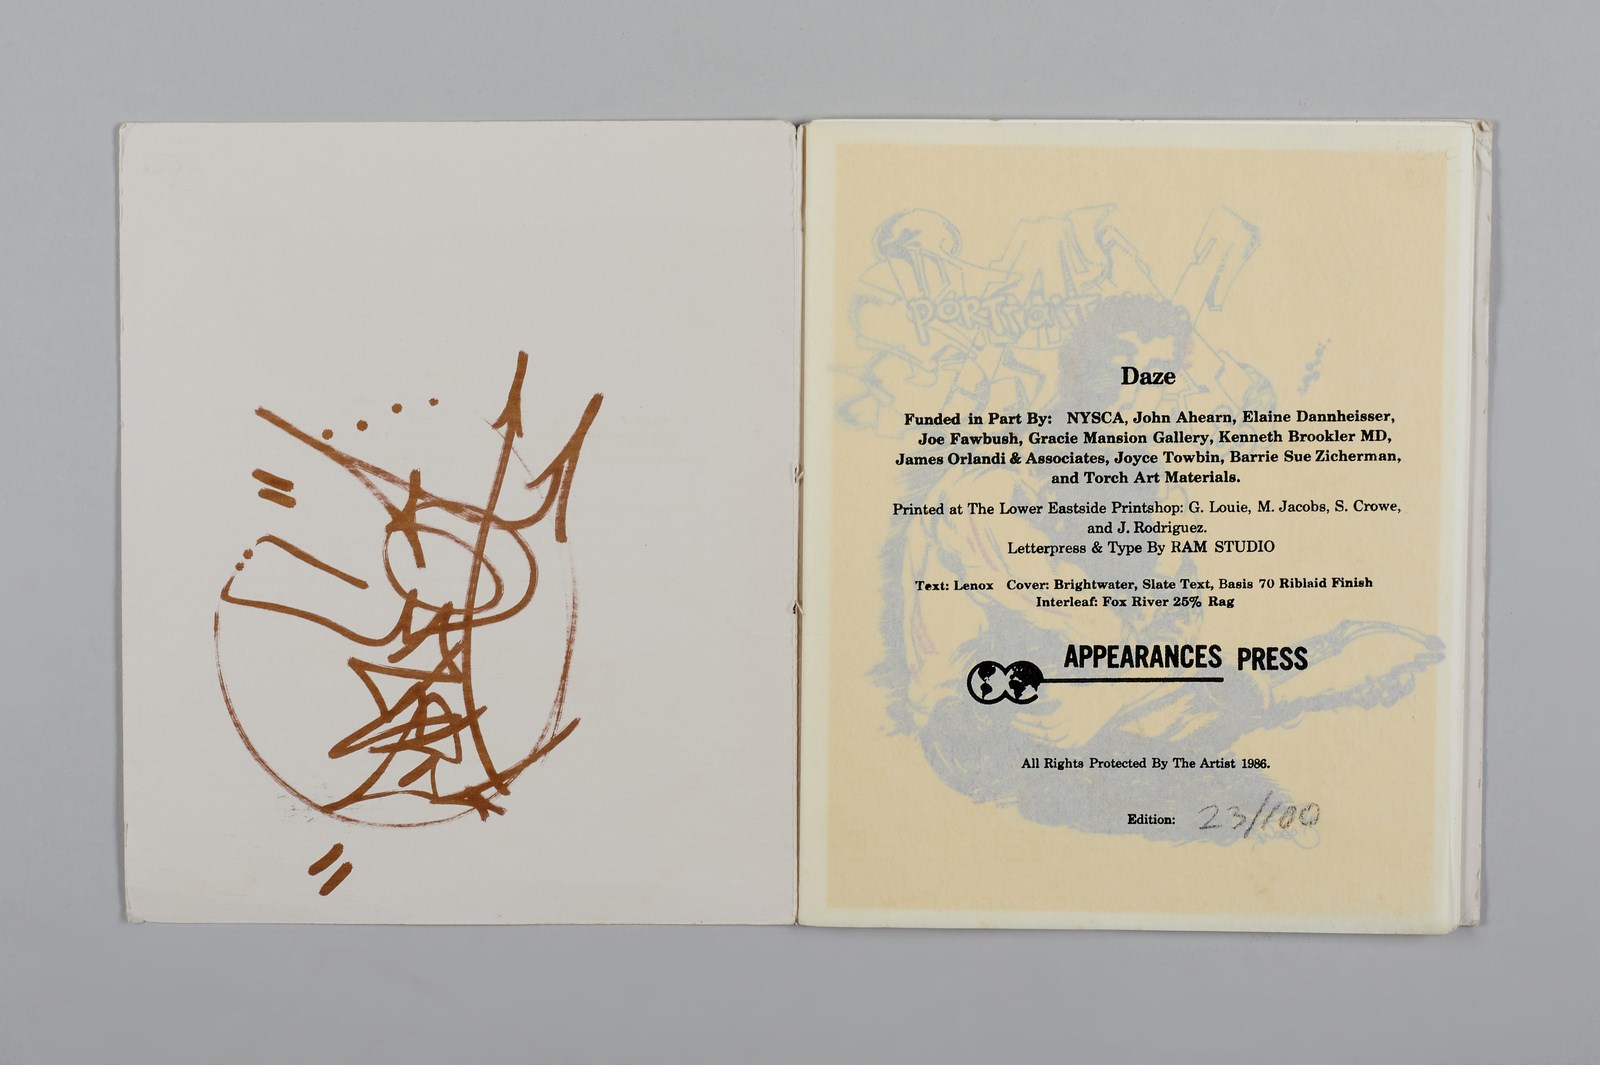 PORTRAIT
Daze
Funded in Part By: NYSCA, John Ahearn, Elaine Dannheisser,
Joe Fawbush, Gracie Mansion Gallery, Kenneth Brookler MD,
James Orlandi & Associates, Joyce Towbin, Barrie Sue Zicherman,
and Torch Art Materials.
Printed at The Lower Eastside Printshop: G. Louie, M. Jacobs, S. Crowe,
and J. Rodriguez.
Letterpress & Type By RAM STUDIO
Text: Lenox Cover: Brightwater, Slate Text, Basis 70 Riblaid Finish
Interleaf: Fox River 25% Rag
APPEARANCES PRESS
All Rights Protected By The Artist 1986.
Edition: 23/100